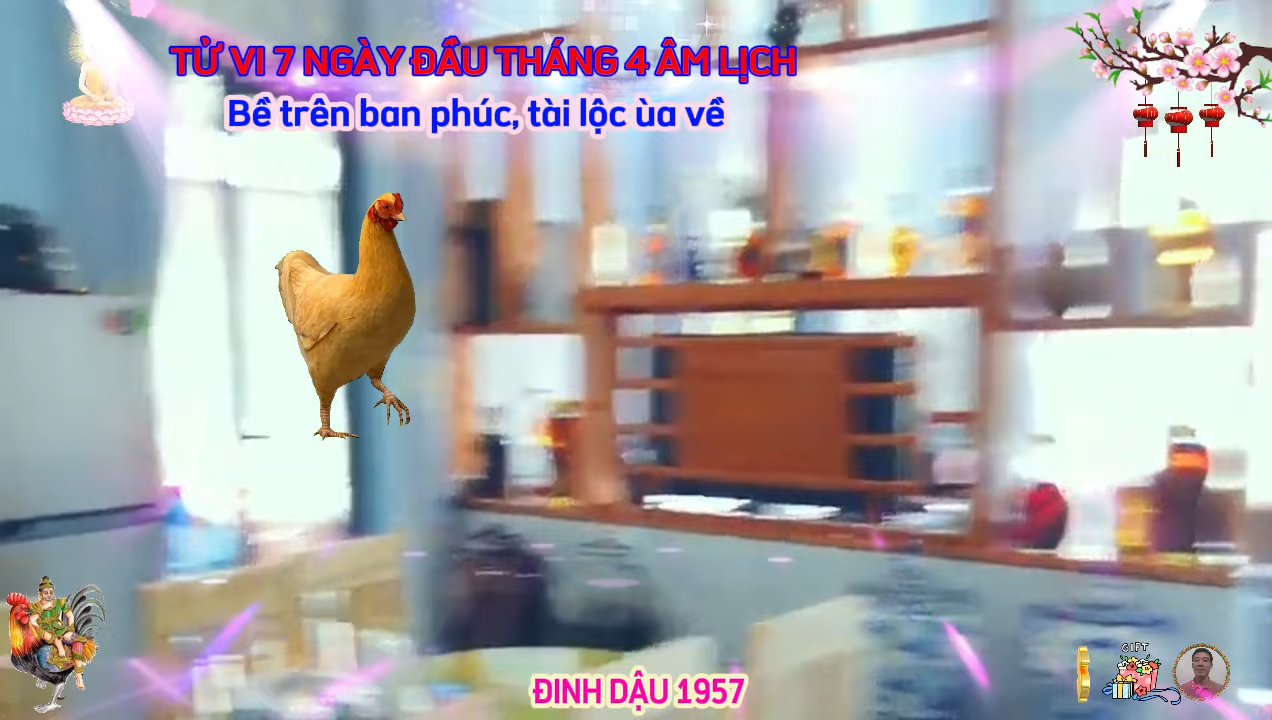 TỬ VI 7 NGÀY ĐẦU THÁNG 4 ÂM LỊCH
Bề trên ban phúc, tài lộc ùa về
GIFT
ĐINH DẬU 1957